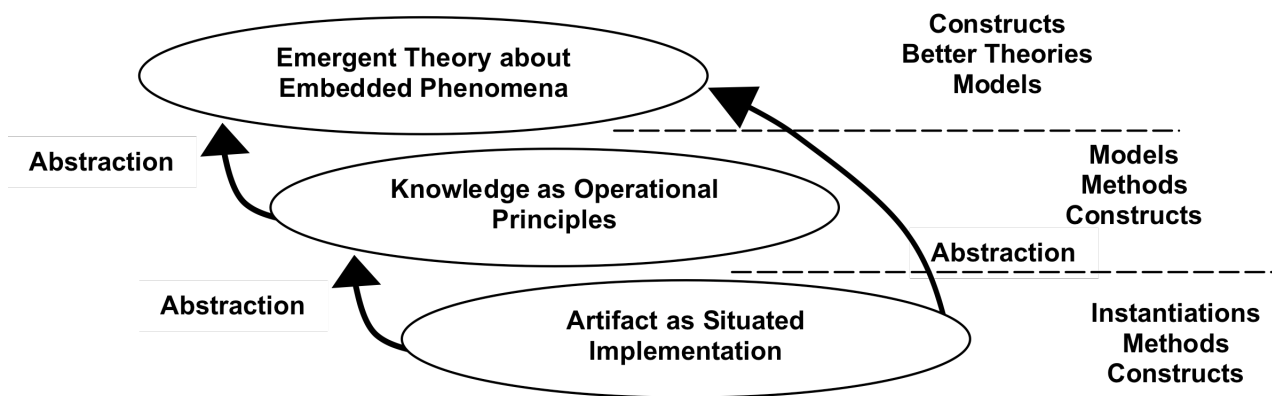 Emergent Theory about
Embedded Phenomena
Constructs
Better Theories
Models
Abstraction
Knowledge as Operational
Principles
Models
Methods
Constructs
Abstraction
Abstraction
Artifact as Situated
Implementation
Instantiations
Methods
Constructs